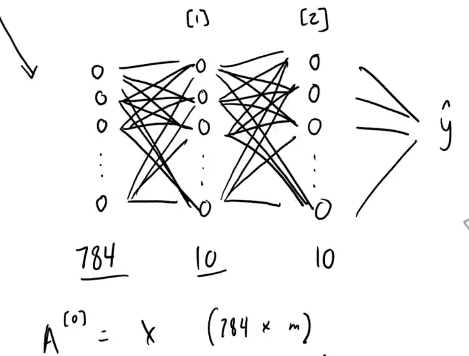 [1] [2]
ŷ
784 10 10
A^[0] = X (784 × m)